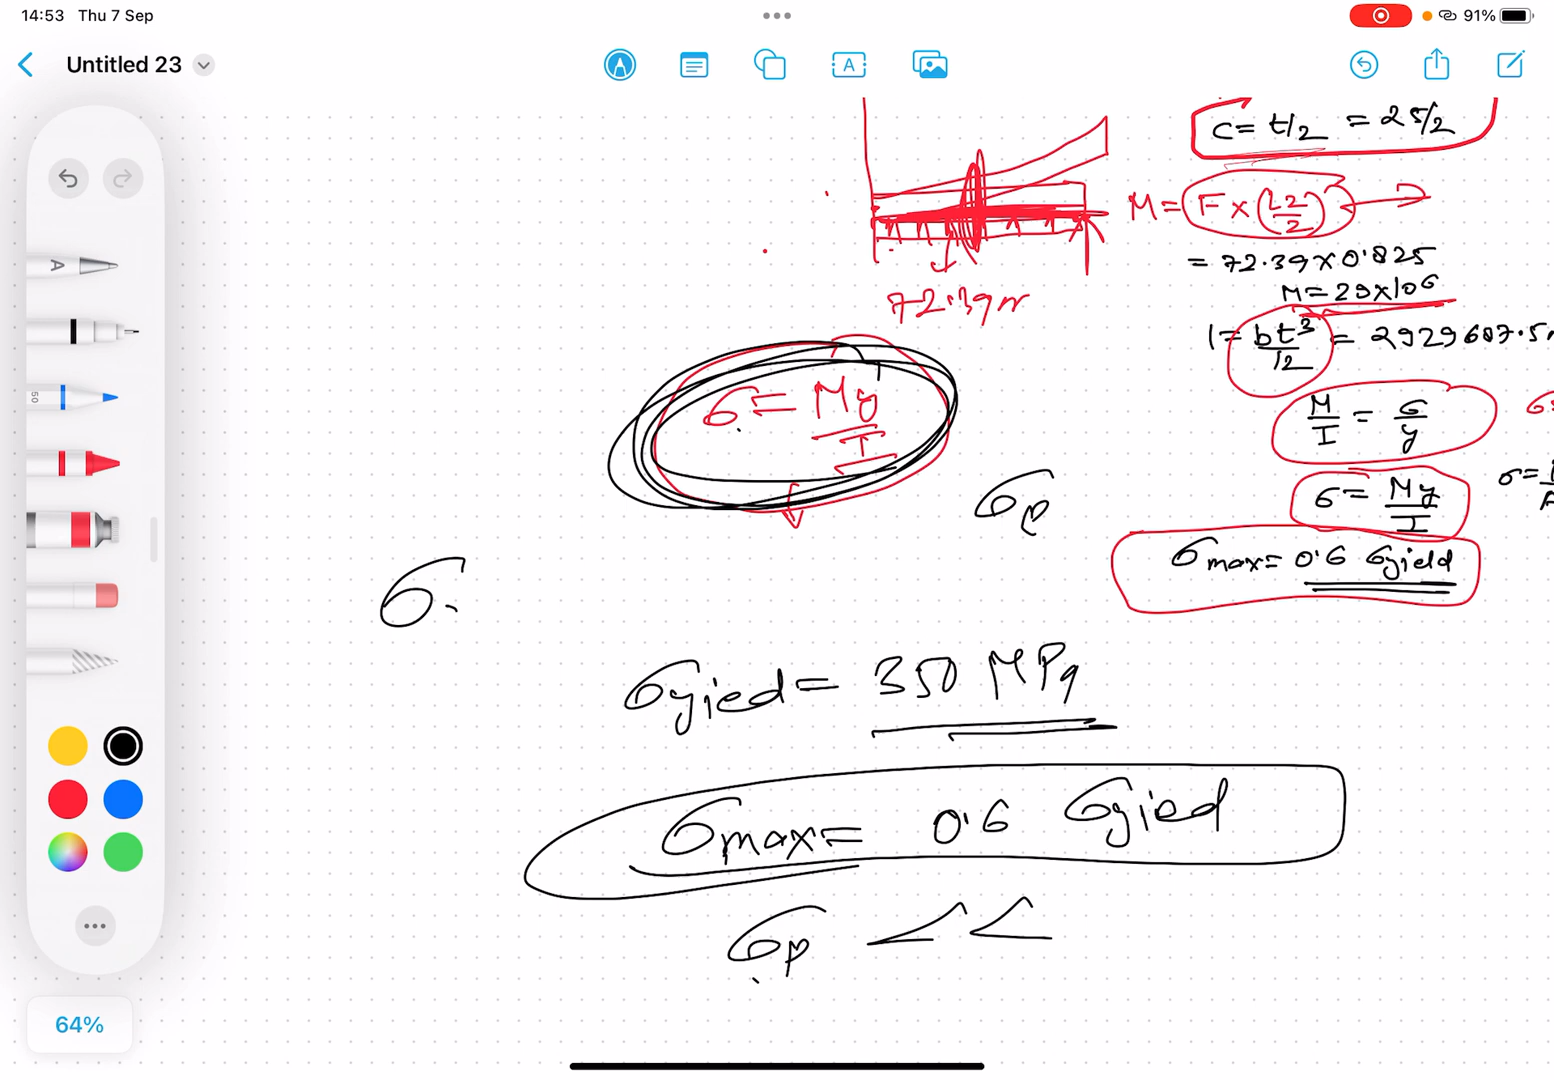 14:53 Thu 7 Sep
91%
Untitled 23
A
C = t/2 = 25/2
M = F × (L2/2)
= 72.39 × 0.825
M = 29 × 10⁶
72.39
I = bt³/12 = 2929687.5
σ = My/I
M/I = σ/y
σ = My/I
σp
σmax = 0.6 σyield
σ.
σyied = 350 MPa
σmax = 0.6 σyied
σp <<
50
64%